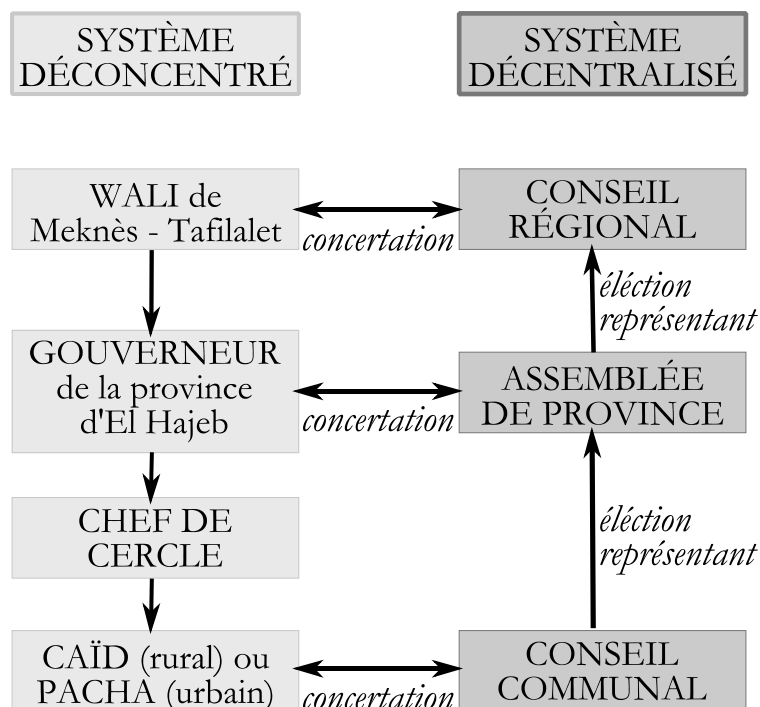 SYSTÈME
DÉCONCENTRÉ
SYSTÈME
DÉCENTRALISÉ
WALI de
Meknès - Tafilalet
concertation
CONSEIL
RÉGIONAL
éléction
représentant
GOUVERNEUR
de la province
d'El Hajeb
concertation
ASSEMBLÉE
DE PROVINCE
éléction
représentant
CHEF DE
CERCLE
CAÏD (rural) ou
PACHA (urbain)
concertation
CONSEIL
COMMUNAL